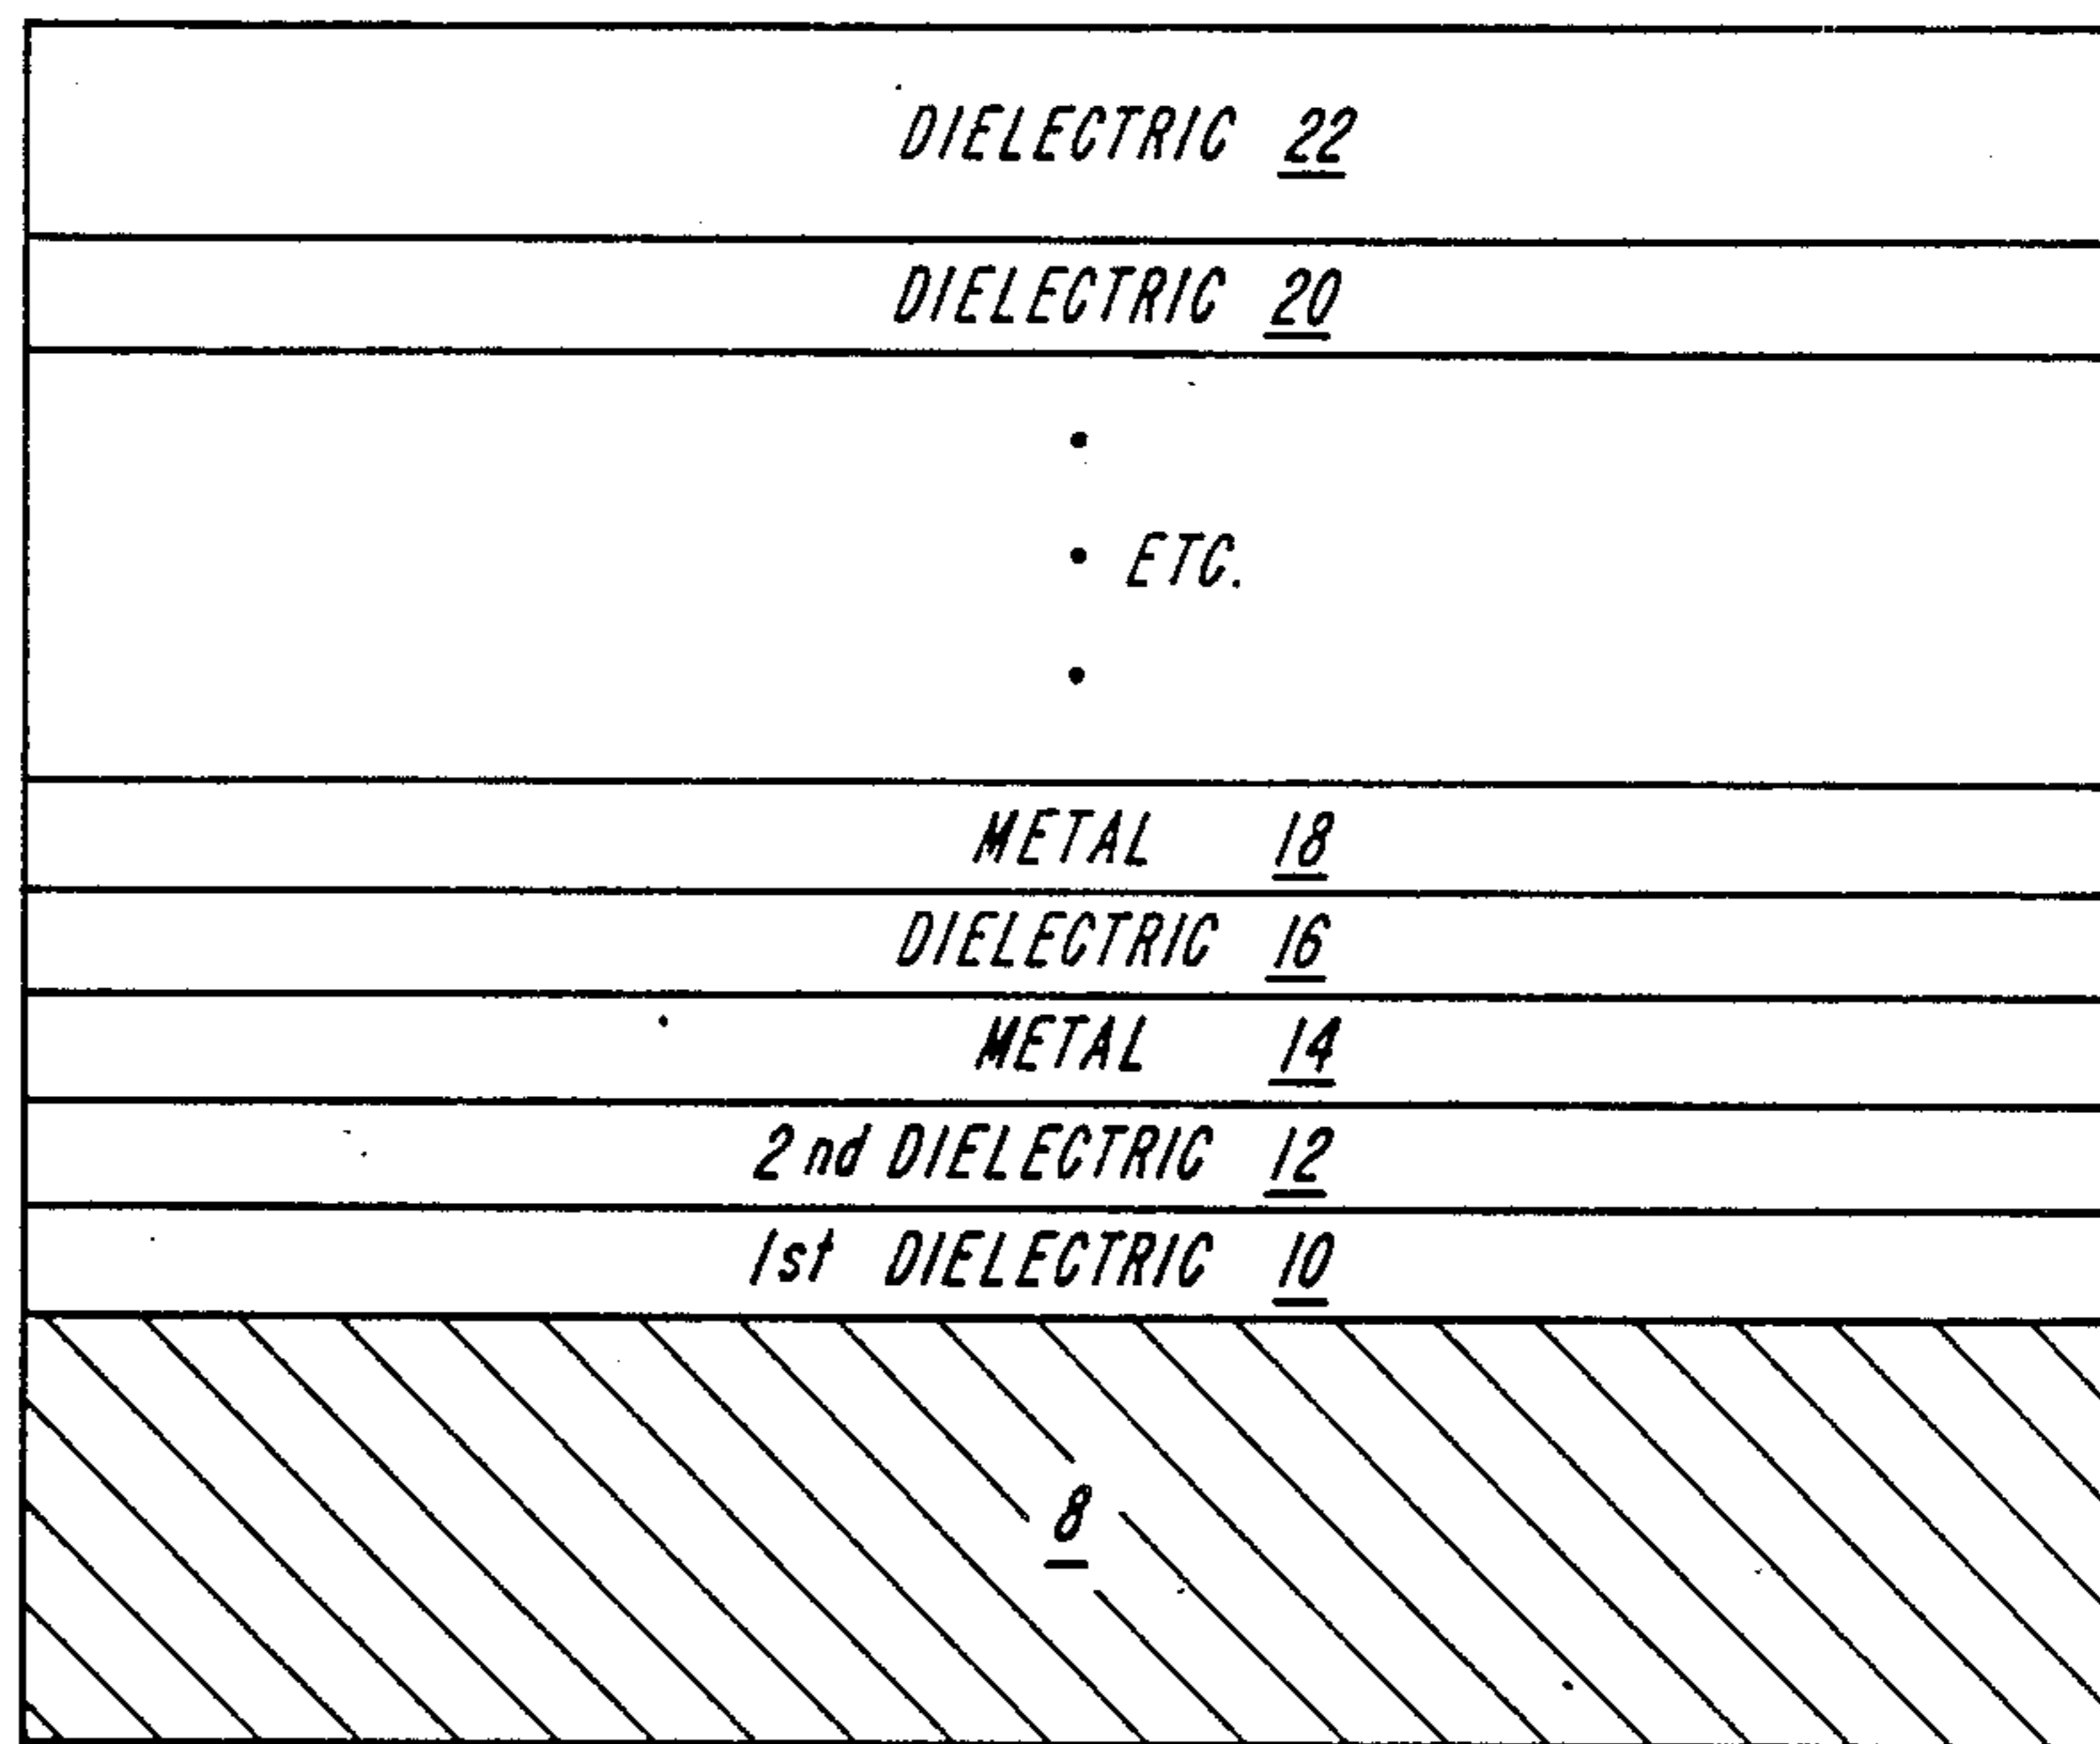 DIELECTRIC 22
DIELECTRIC 20
• ETC.
METAL 18
DIELECTRIC 16
METAL 14
2nd DIELECTRIC 12
1st DIELECTRIC 10
8